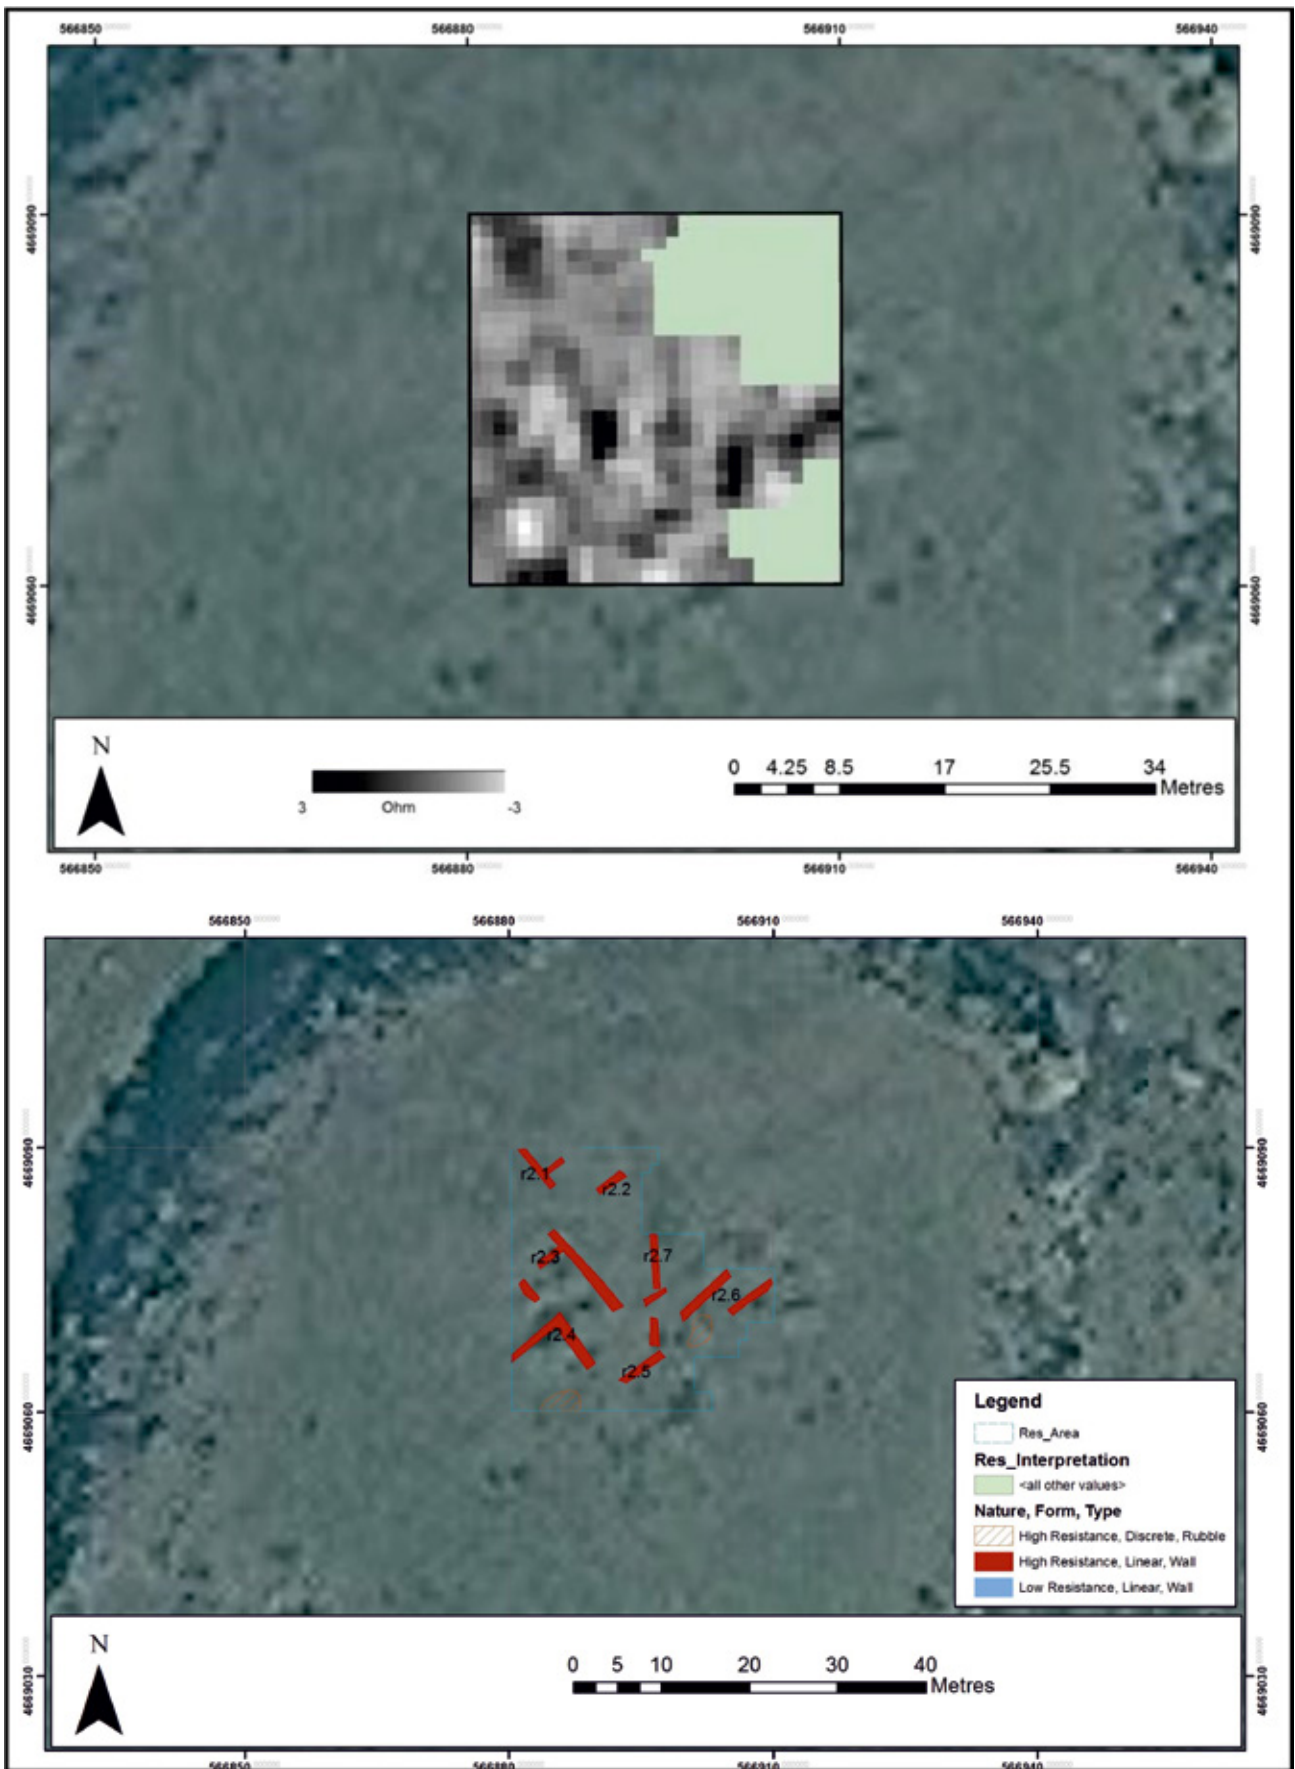 566850 566880 566910 566940
4669090 4669090
4669060 4669060
N
3 Ohm -3
0 4.25 8.5 17 25.5 34
Metres
566850 566880 566910 566940
566850 566880 566910 566940
4669090 4669090
r2.1
r2.2
r2.3 r2.7
r2.6
r2.4
r2.5
4669060 4669060
Legend
Res_Area
Res_Interpretation
<all other values>
Nature, Form, Type
High Resistance, Discrete, Rubble
High Resistance, Linear, Wall
Low Resistance, Linear, Wall
4669030 4669030
N
0 5 10 20 30 40
Metres
566850 566880 566910 566940